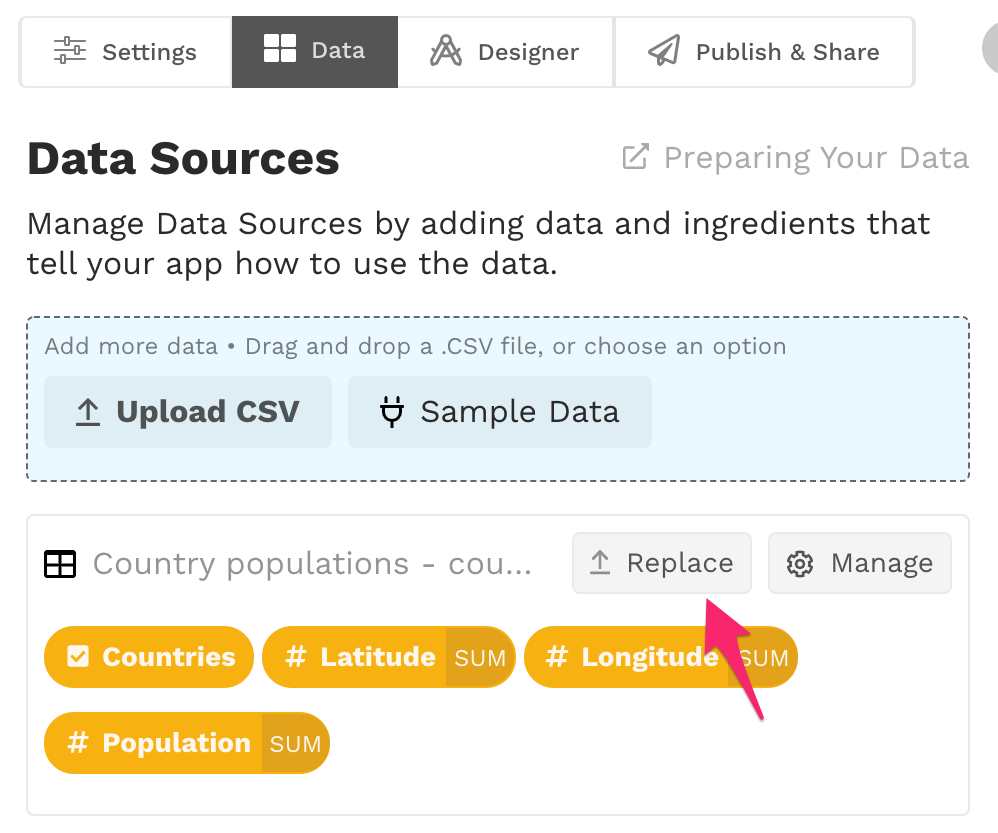 Settings Data Designer Publish & Share
Data Sources Preparing Your Data
Manage Data Sources by adding data and ingredients that
tell your app how to use the data.
Add more data • Drag and drop a .CSV file, or choose an option
Upload CSV Sample Data
Country populations - cou... Replace Manage
Countries # Latitude SUM # Longitude SUM
# Population SUM